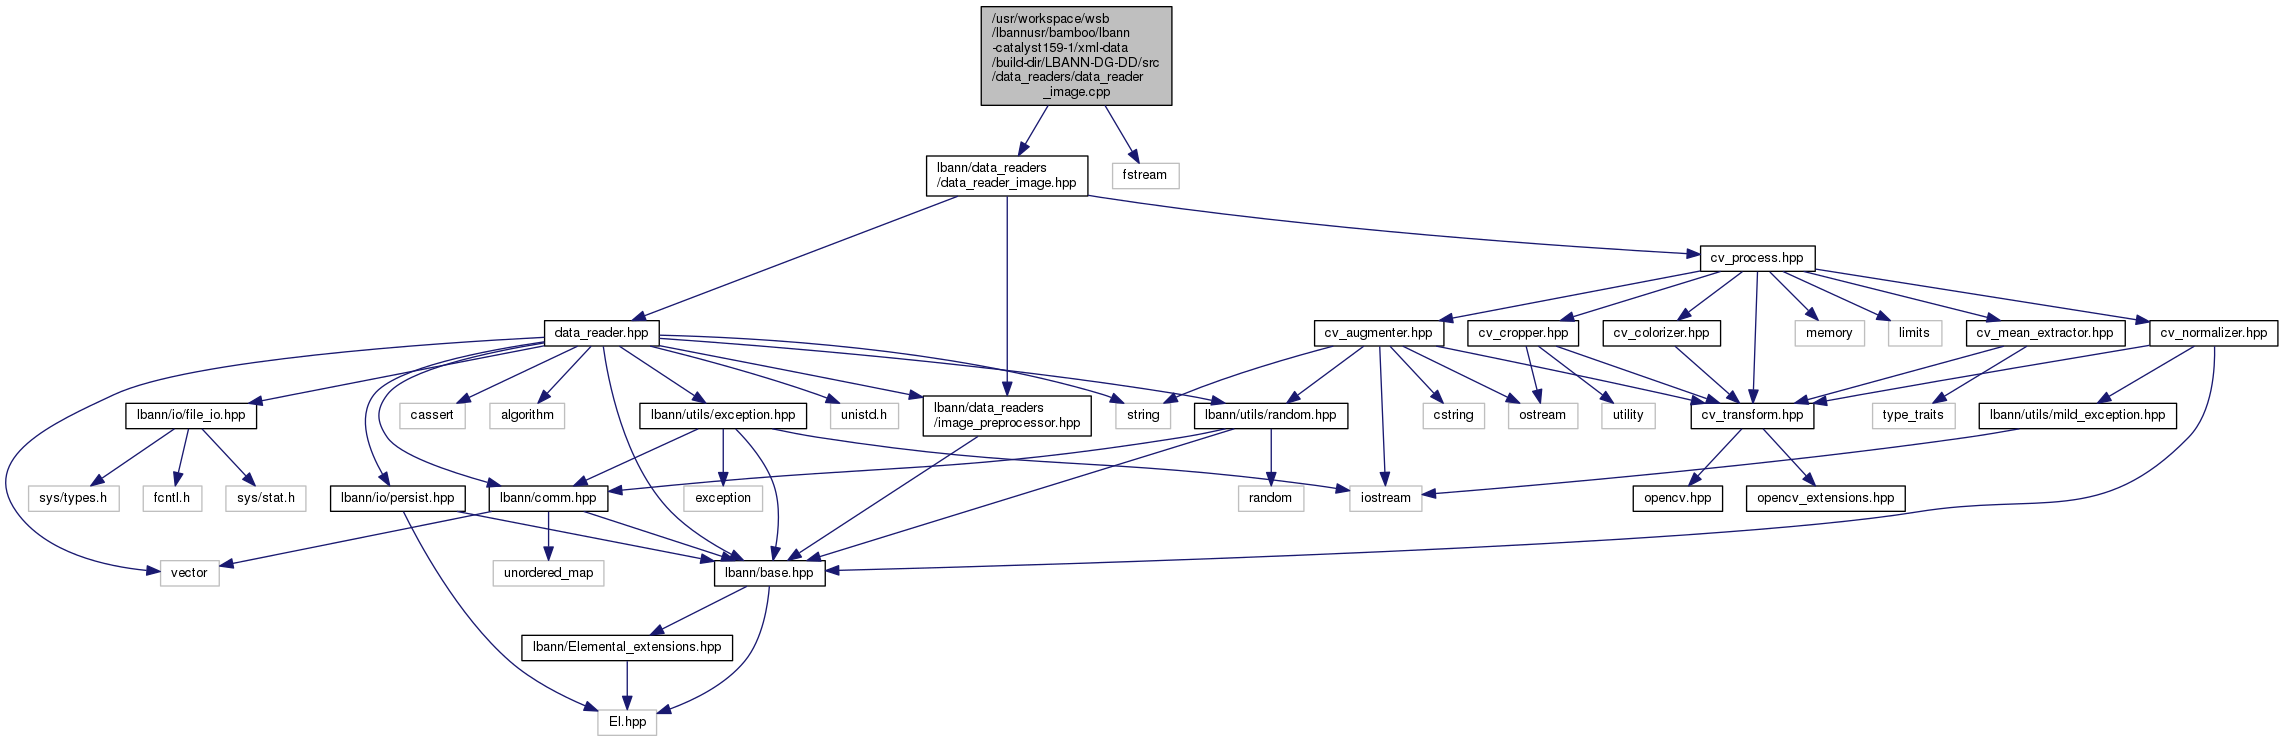 /usr/workspace/wsb
/lbannusr/bamboo/lbann
-catalyst159-1/xml-data
/build-dir/LBANN-DG-DD/src
/data_readers/data_reader
_image.cpp
lbann/data_readers
/data_reader_image.hpp
fstream
cv_process.hpp
data_reader.hpp
cv_augmenter.hpp
cv_cropper.hpp
cv_colorizer.hpp
memory
limits
cv_mean_extractor.hpp
cv_normalizer.hpp
lbann/io/file_io.hpp
cassert
algorithm
lbann/utils/exception.hpp
unistd.h
lbann/data_readers
/image_preprocessor.hpp
string
lbann/utils/random.hpp
cstring
ostream
utility
cv_transform.hpp
type_traits
lbann/utils/mild_exception.hpp
sys/types.h
fcntl.h
sys/stat.h
lbann/io/persist.hpp
lbann/comm.hpp
exception
random
iostream
opencv.hpp
opencv_extensions.hpp
vector
unordered_map
lbann/base.hpp
lbann/Elemental_extensions.hpp
El.hpp